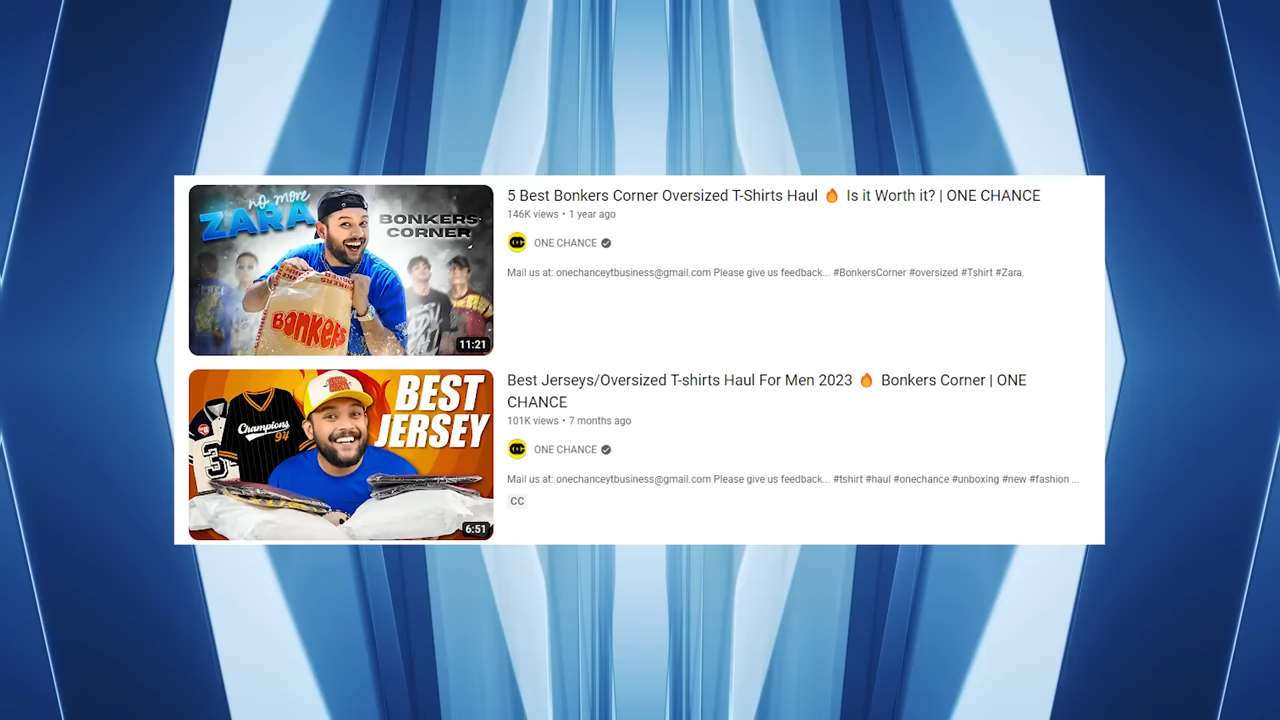 no more
ZARA
BONKERS
CORNER
BONKERS
11:21
5 Best Bonkers Corner Oversized T-Shirts Haul 🔥 Is it Worth it? | ONE CHANCE
146K views • 1 year ago
ONE CHANCE
Mail us at: onechanceytbusiness@gmail.com Please give us feedback... #BonkersCorner #oversized #Tshirt #Zara.
BEST
JERSEY
Champions
94
3
6:51
Best Jerseys/Oversized T-shirts Haul For Men 2023 🔥 Bonkers Corner | ONE
CHANCE
101K views • 7 months ago
ONE CHANCE
Mail us at: onechanceytbusiness@gmail.com Please give us feedback... #tshirt #haul #onechance #unboxing #new #fashion ...
CC